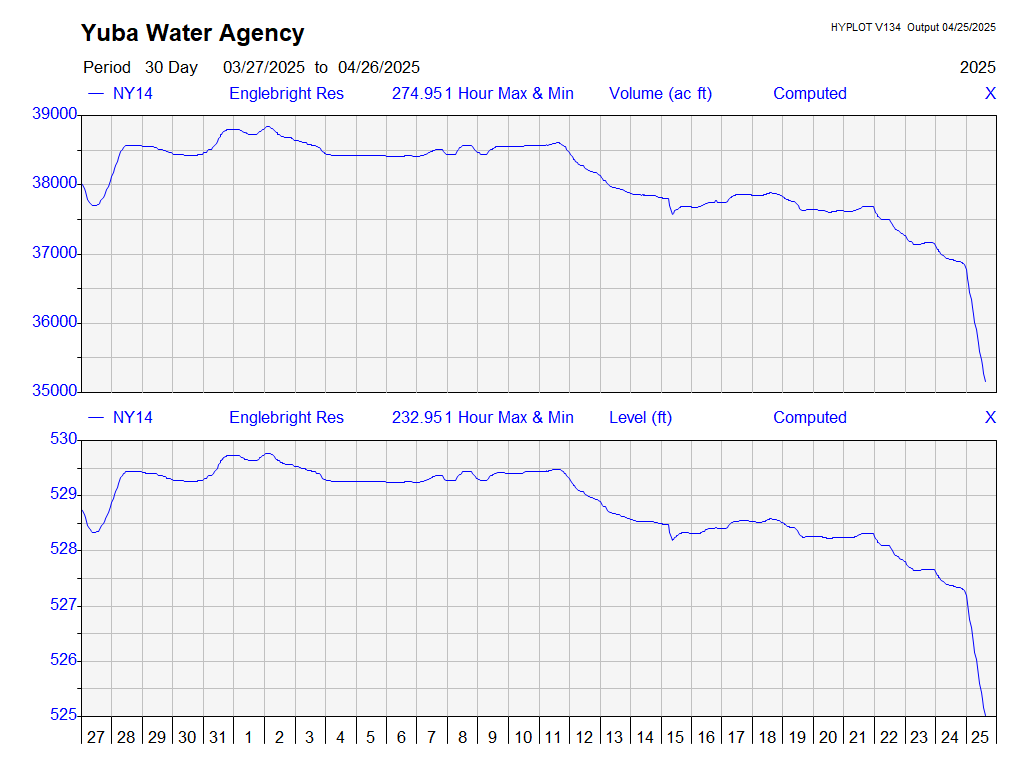 Yuba Water Agency
HYPLOT V134 Output 04/25/2025
Period 30 Day 03/27/2025 to 04/26/2025 2025
NY14 Englebright Res 274.95 1 Hour Max & Min Volume (ac ft) Computed X
39000
38000
37000
36000
35000
NY14 Englebright Res 232.95 1 Hour Max & Min Level (ft) Computed X
530
529
528
527
526
525
27 28 29 30 31 1 2 3 4 5 6 7 8 9 10 11 12 13 14 15 16 17 18 19 20 21 22 23 24 25